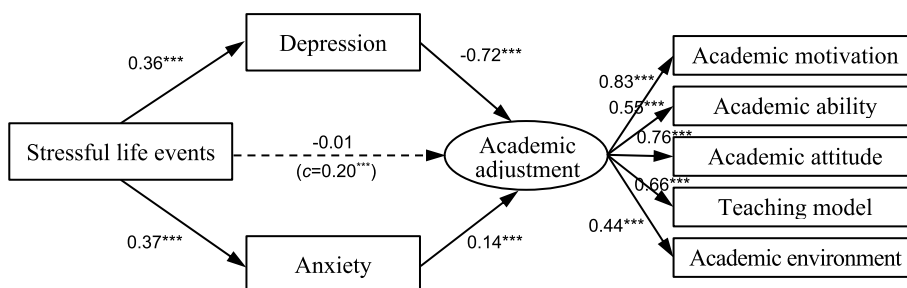 Depression
0.36***
-0.72***
Academic motivation
0.83***
0.55***
Academic ability
Stressful life events
-0.01
(c=0.20***)
Academic
adjustment
0.76***
Academic attitude
0.66***
Teaching model
0.37***
0.14***
0.44***
Academic environment
Anxiety